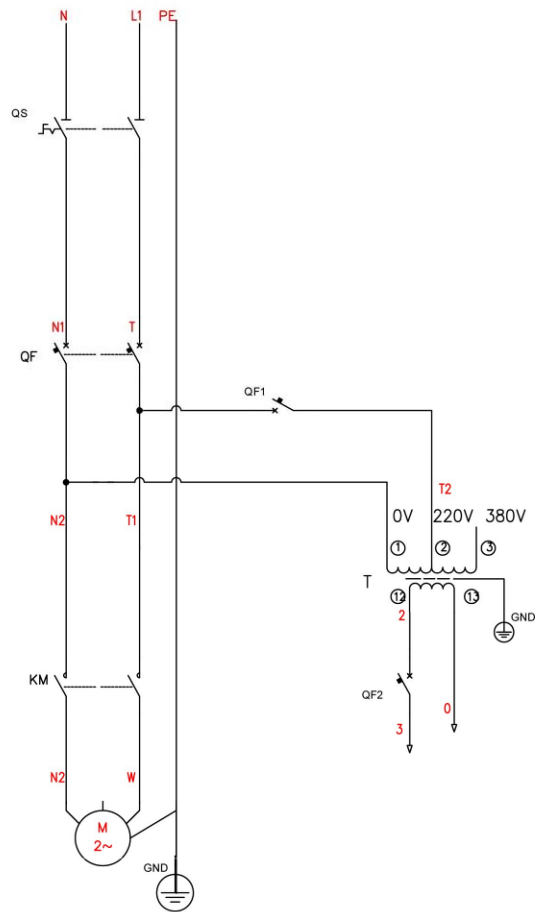 N L1 PE
QS
N1 T
QF
QF1
T2
0V 220V 380V
N2 T1
1 2 3
T
12 13
2
GND
KM
QF2
0
3
N2 W
M
2~
GND